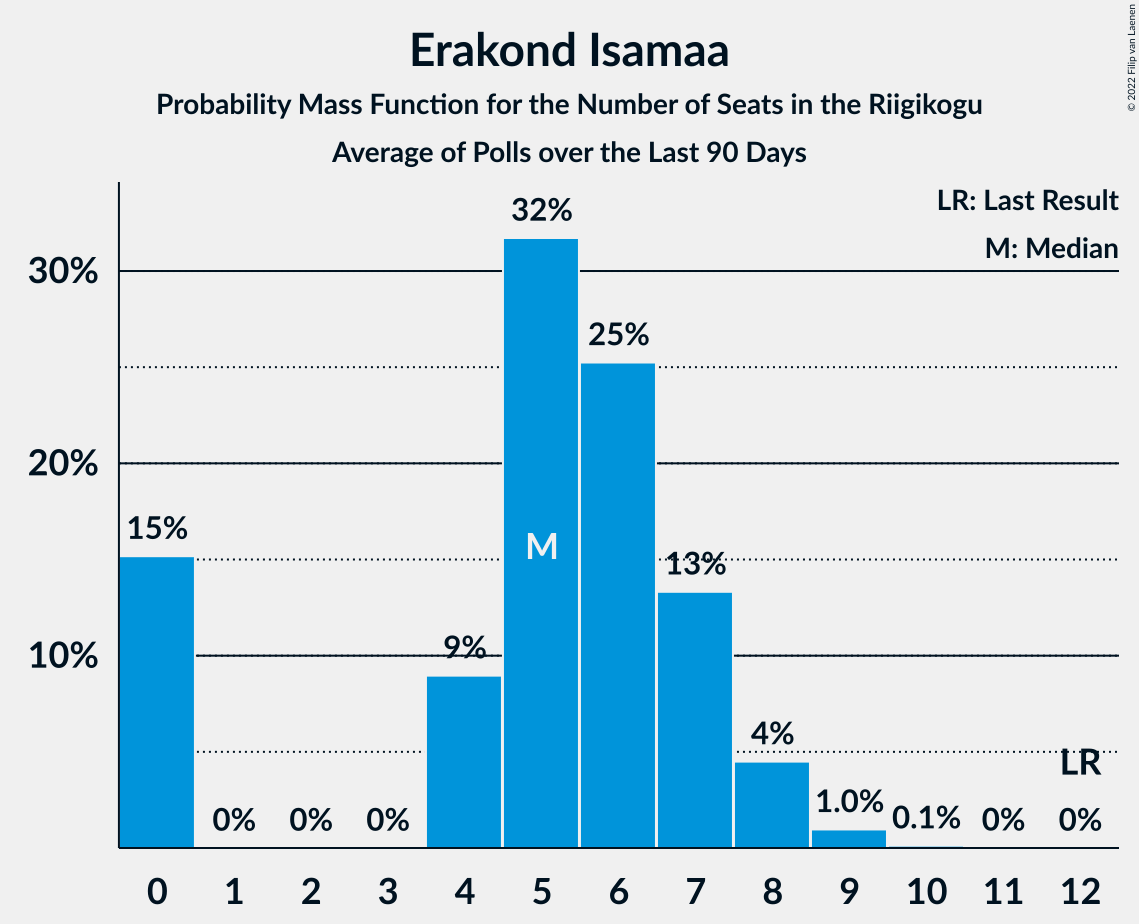 Erakond Isamaa
Probability Mass Function for the Number of Seats in the Riigikogu
Average of Polls over the Last 90 Days
© 2022 Filip van Laenen
LR: Last Result
M: Median
30%
20%
10%
15%
0%
0%
0%
9%
32%
M
25%
13%
4%
1.0%
0.1%
0%
LR
0%
0 1 2 3 4 5 6 7 8 9 10 11 12